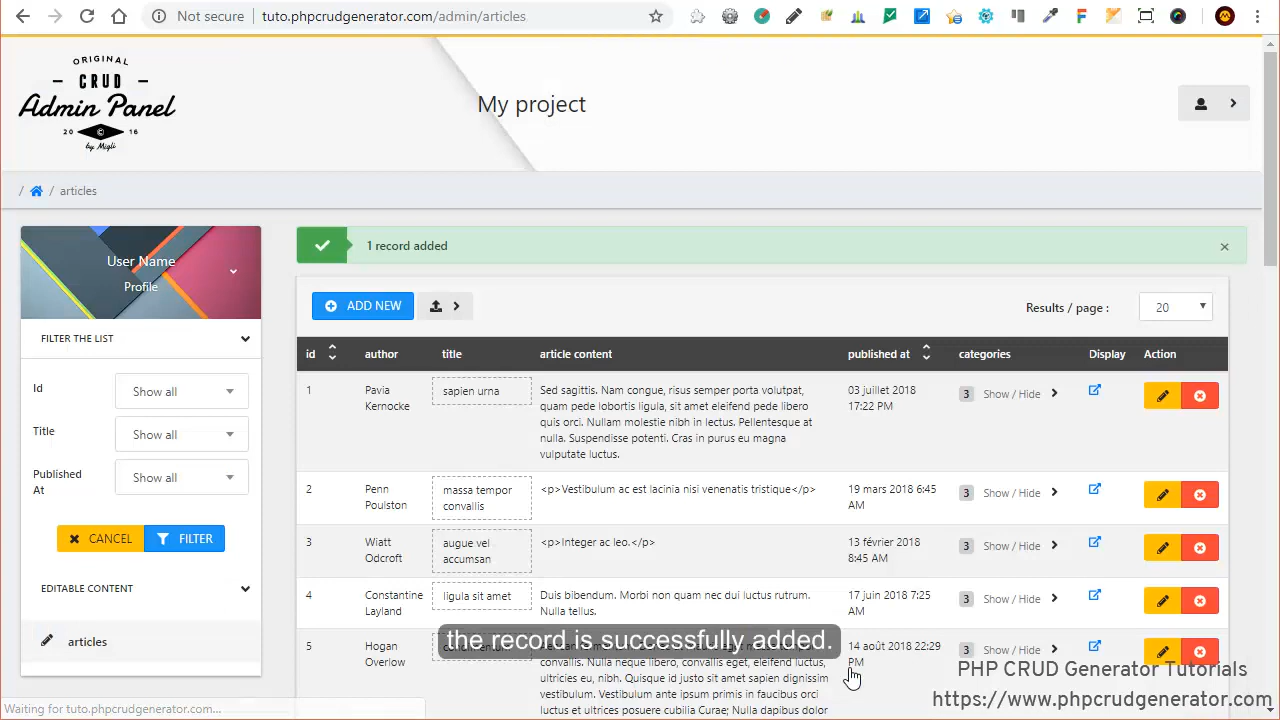 Not secure | tuto.phpcrudgenerator.com/admin/articles
ORIGINAL
CRUD
Admin Panel
20 © 16
by Migli
My project
/ / articles
User Name
Profile
FILTER THE LIST
Id Show all
Title Show all
Published
At
Show all
CANCEL FILTER
EDITABLE CONTENT
articles
1 record added ×
ADD NEW
Results / page : 20
id author title article content published at categories Display Action
1 Pavia
Kernocke
sapien urna
Sed sagittis. Nam congue, risus semper porta volutpat,
quam pede lobortis ligula, sit amet eleifend pede libero
quis orci. Nullam molestie nibh in lectus. Pellentesque at
nulla. Suspendisse potenti. Cras in purus eu magna
vulputate luctus.
03 juillet 2018
17:22 PM
3 Show / Hide
2 Penn
Poulston
massa tempor
convallis
<p>Vestibulum ac est lacinia nisi venenatis tristique</p>
19 mars 2018 6:45
AM
3 Show / Hide
3 Wiatt
Odcroft
augue vel
accumsan
<p>Integer ac leo.</p>
13 février 2018
8:45 AM
3 Show / Hide
4 Constantine
Layland
ligula sit amet
Duis bibendum. Morbi non quam nec dui luctus rutrum.
Nulla tellus.
17 juin 2018 7:25
AM
3 Show / Hide
5 Hogan
Overlow
convallis. Nulla neque libero, convallis eget, eleifend luctus,
ultricies eu, nibh. Quisque id justo sit amet sapien dignissim
vestibulum. Vestibulum ante ipsum primis in faucibus orci
luctus et ultrices posuere cubilia Curae; Nulla dapibus dolor
14 août 2018 22:29
PM
3 Show / Hide
the record is successfully added.
PHP CRUD Generator Tutorials
https://www.phpcrudgenerator.com
Waiting for tuto.phpcrudgenerator.com...